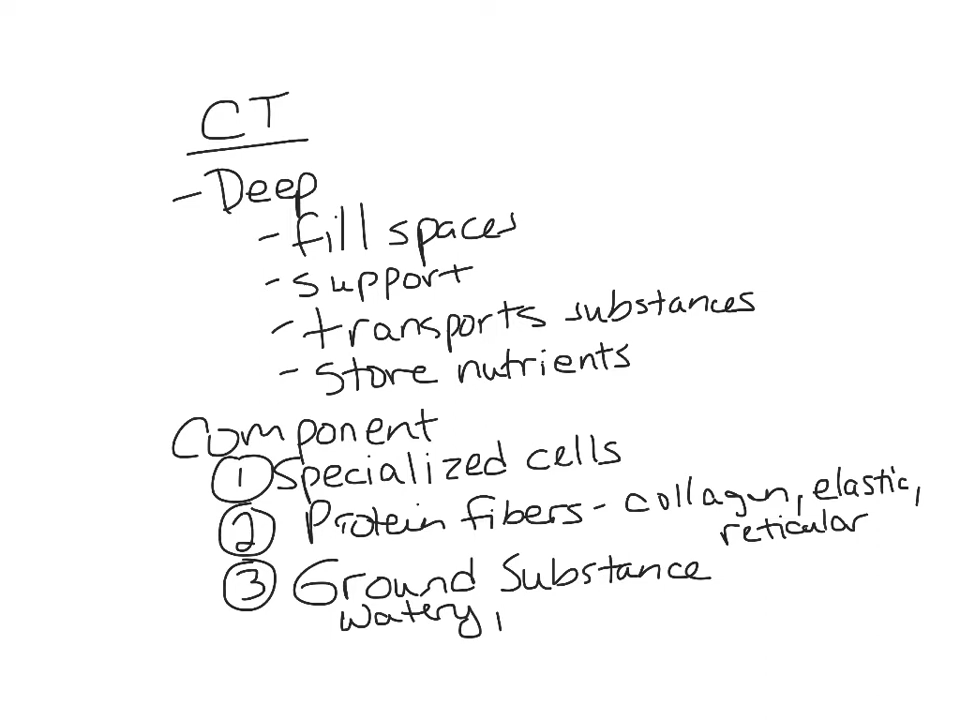 CT
- Deep
- fill spaces
- support
- transports substances
- store nutrients
Component
① Specialized cells
② Protein fibers - collagen, elastic,
reticular
③ Ground Substance
watery,